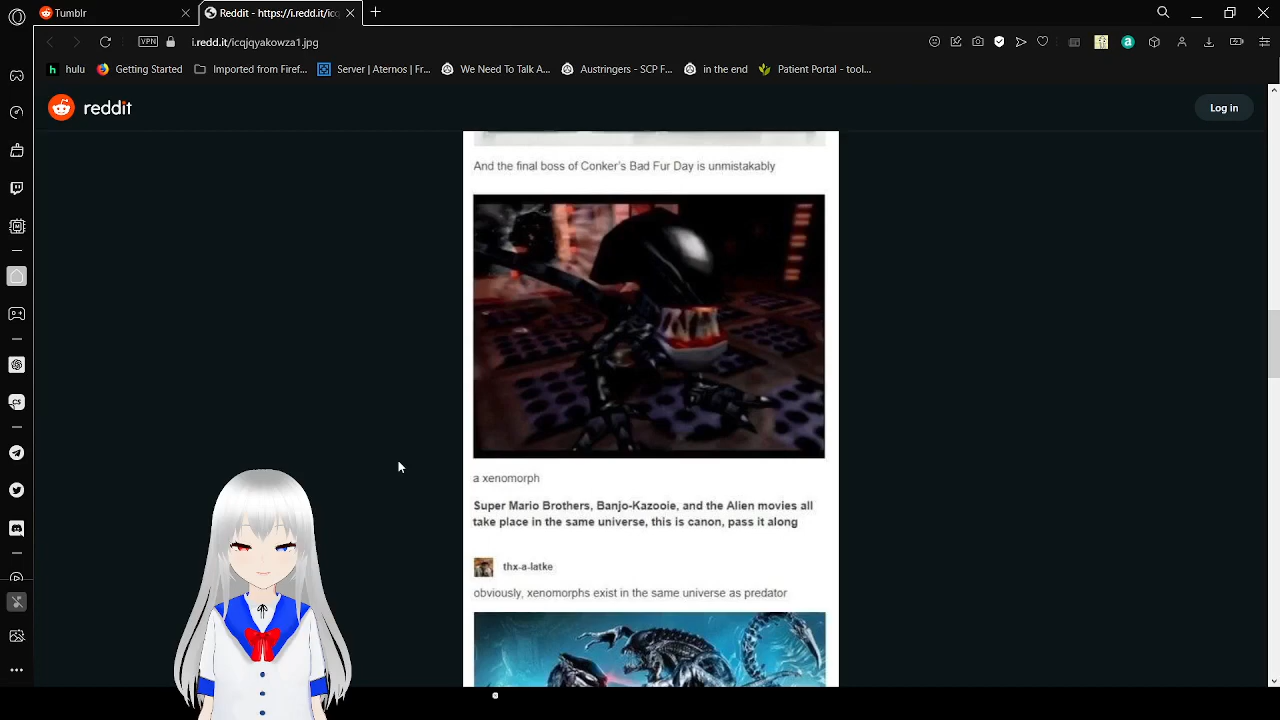 Tumblr
Reddit - https://i.redd.it/icq
VPN
i.redd.it/icqjqyakowza1.jpg
hulu
Getting Started
Imported from Firef...
Server | Aternos | Fr...
We Need To Talk A...
Austringers - SCP F...
in the end
Patient Portal - tool...
reddit
Log in
And the final boss of Conker's Bad Fur Day is unmistakably
a xenomorph
Super Mario Brothers, Banjo-Kazooie, and the Alien movies all
take place in the same universe, this is canon, pass it along
thx-a-latke
obviously, xenomorphs exist in the same universe as predator